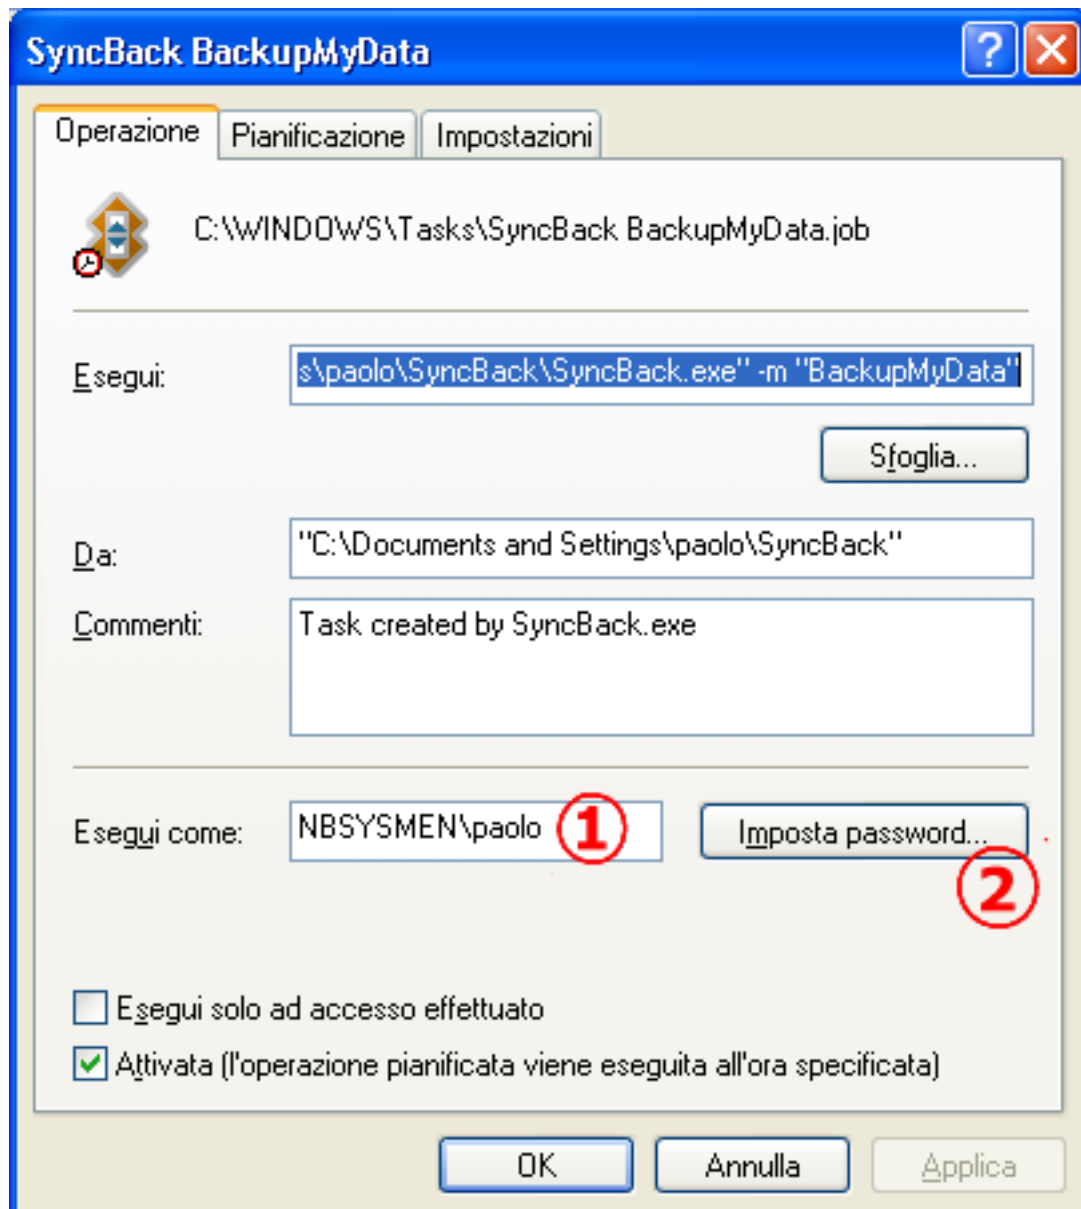 SyncBack BackupMyData
Operazione Pianificazione Impostazioni
C:\WINDOWS\Tasks\SyncBack BackupMyData.job
Esegui: s\paolo\SyncBack\SyncBack.exe" -m "BackupMyData"
Sfoglia...
Da: "C:\Documents and Settings\paolo\SyncBack"
Commenti: Task created by SyncBack.exe
Esegui come: NBSYSMEN\paolo 1 Imposta password...
2
Esegui solo ad accesso effettuato
Attivata (l'operazione pianificata viene eseguita all'ora specificata)
OK Annulla Applica